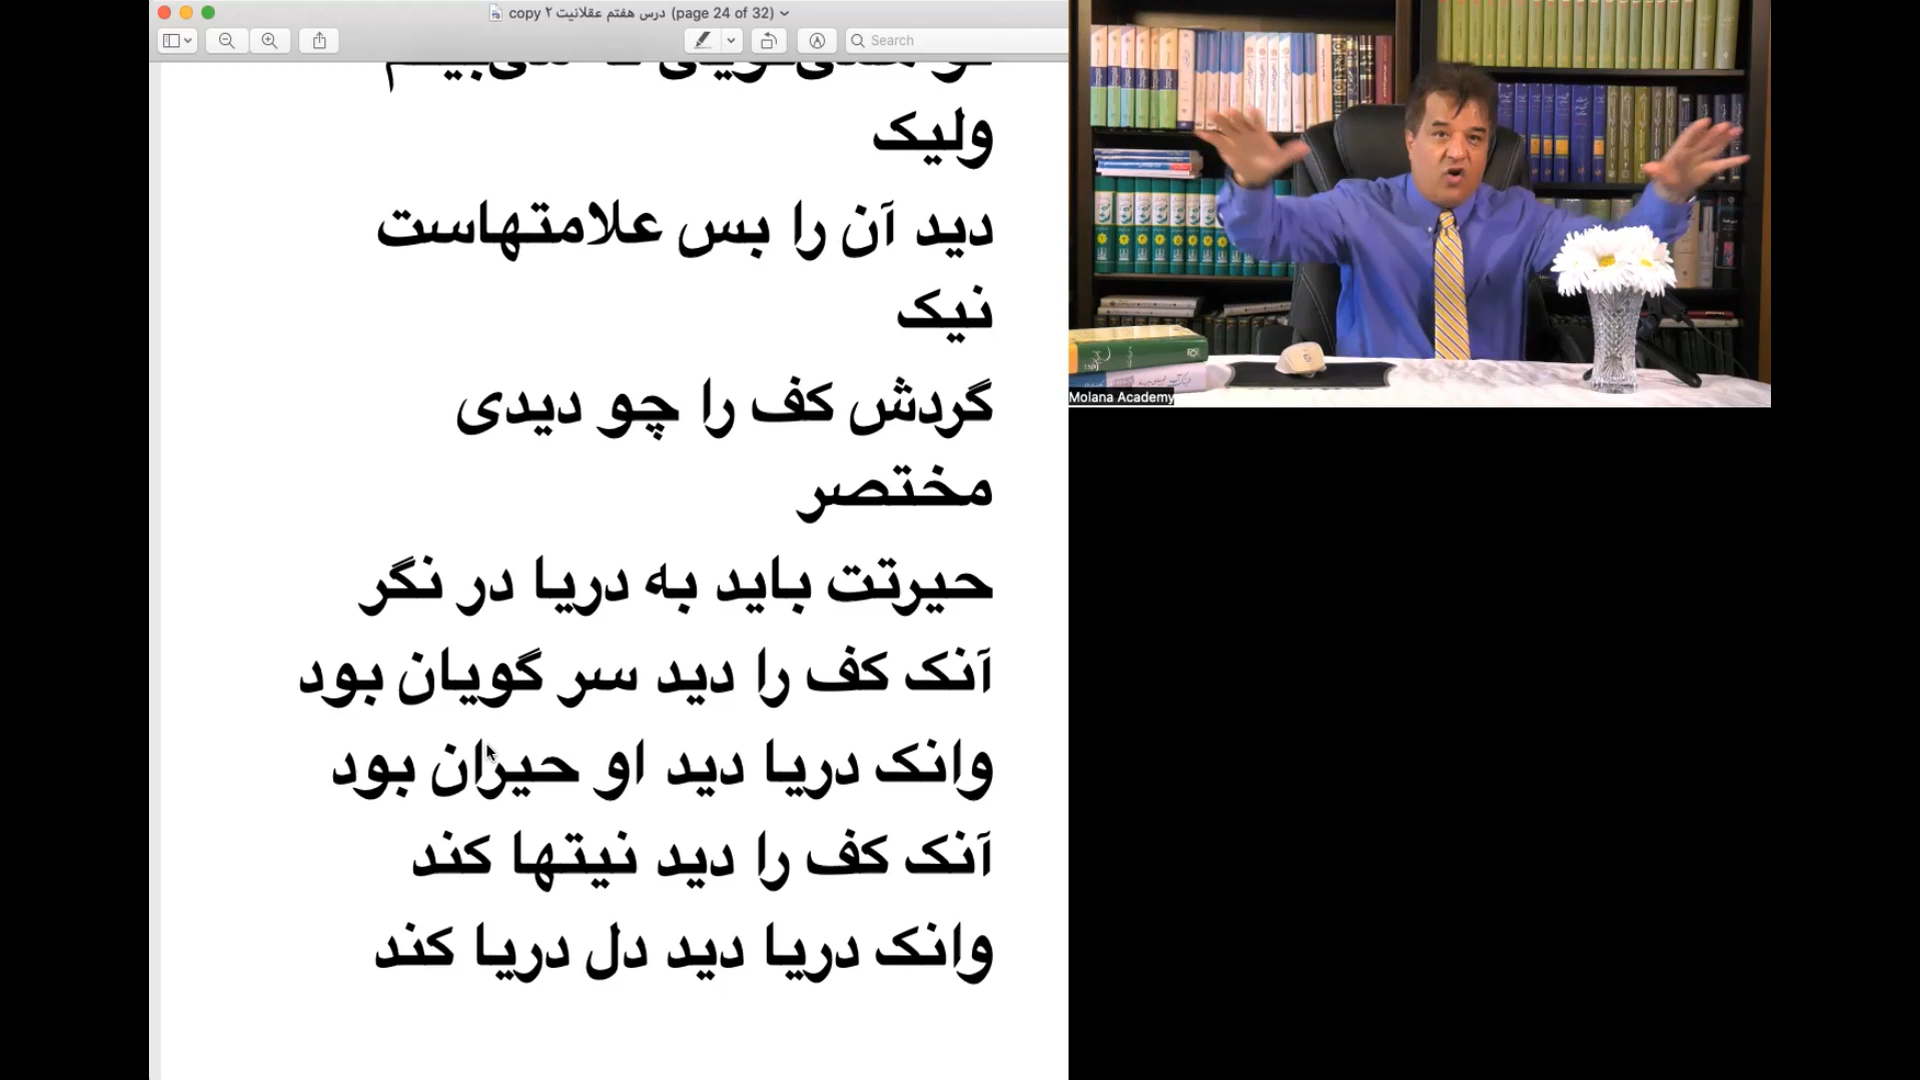 درس هفتم عقلانیت ۲ copy (page 24 of 32)
Search
ولیک
دید آن را بس علامتهاست
نیک
گردش کف را چو دیدی
مختصر
حیرتت باید به دریا در نگر
آنک کف را دید سر گویان بود
وانک دریا دید او حیران بود
آنک کف را دید نیتها کند
وانک دریا دید دل دریا کند
Molana Academy